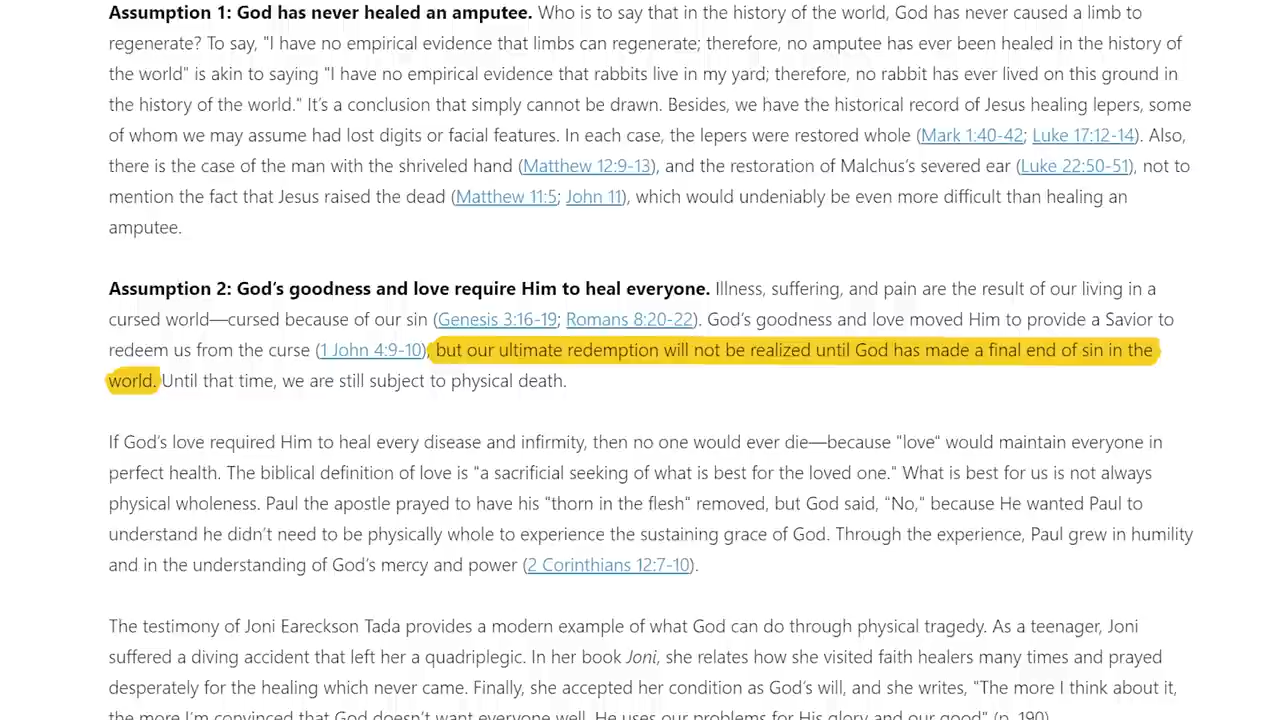 Assumption 1: God has never healed an amputee. Who is to say that in the history of the world, God has never caused a limb to
regenerate? To say, "I have no empirical evidence that limbs can regenerate; therefore, no amputee has ever been healed in the history of
the world" is akin to saying "I have no empirical evidence that rabbits live in my yard; therefore, no rabbit has ever lived on this ground in
the history of the world." It’s a conclusion that simply cannot be drawn. Besides, we have the historical record of Jesus healing lepers, some
of whom we may assume had lost digits or facial features. In each case, the lepers were restored whole (Mark 1:40-42; Luke 17:12-14). Also,
there is the case of the man with the shriveled hand (Matthew 12:9-13), and the restoration of Malchus’s severed ear (Luke 22:50-51), not to
mention the fact that Jesus raised the dead (Matthew 11:5; John 11), which would undeniably be even more difficult than healing an
amputee.
Assumption 2: God’s goodness and love require Him to heal everyone. Illness, suffering, and pain are the result of our living in a
cursed world—cursed because of our sin (Genesis 3:16-19; Romans 8:20-22). God’s goodness and love moved Him to provide a Savior to
redeem us from the curse (1 John 4:9-10), but our ultimate redemption will not be realized until God has made a final end of sin in the
world. Until that time, we are still subject to physical death.
If God’s love required Him to heal every disease and infirmity, then no one would ever die—because "love" would maintain everyone in
perfect health. The biblical definition of love is "a sacrificial seeking of what is best for the loved one." What is best for us is not always
physical wholeness. Paul the apostle prayed to have his "thorn in the flesh" removed, but God said, "No," because He wanted Paul to
understand he didn’t need to be physically whole to experience the sustaining grace of God. Through the experience, Paul grew in humility
and in the understanding of God’s mercy and power (2 Corinthians 12:7-10).
The testimony of Joni Eareckson Tada provides a modern example of what God can do through physical tragedy. As a teenager, Joni
suffered a diving accident that left her a quadriplegic. In her book Joni, she relates how she visited faith healers many times and prayed
desperately for the healing which never came. Finally, she accepted her condition as God’s will, and she writes, "The more I think about it,
the more I’m convinced that God doesn’t want everyone well. He uses our problems for His glory and our good" (p. 190).